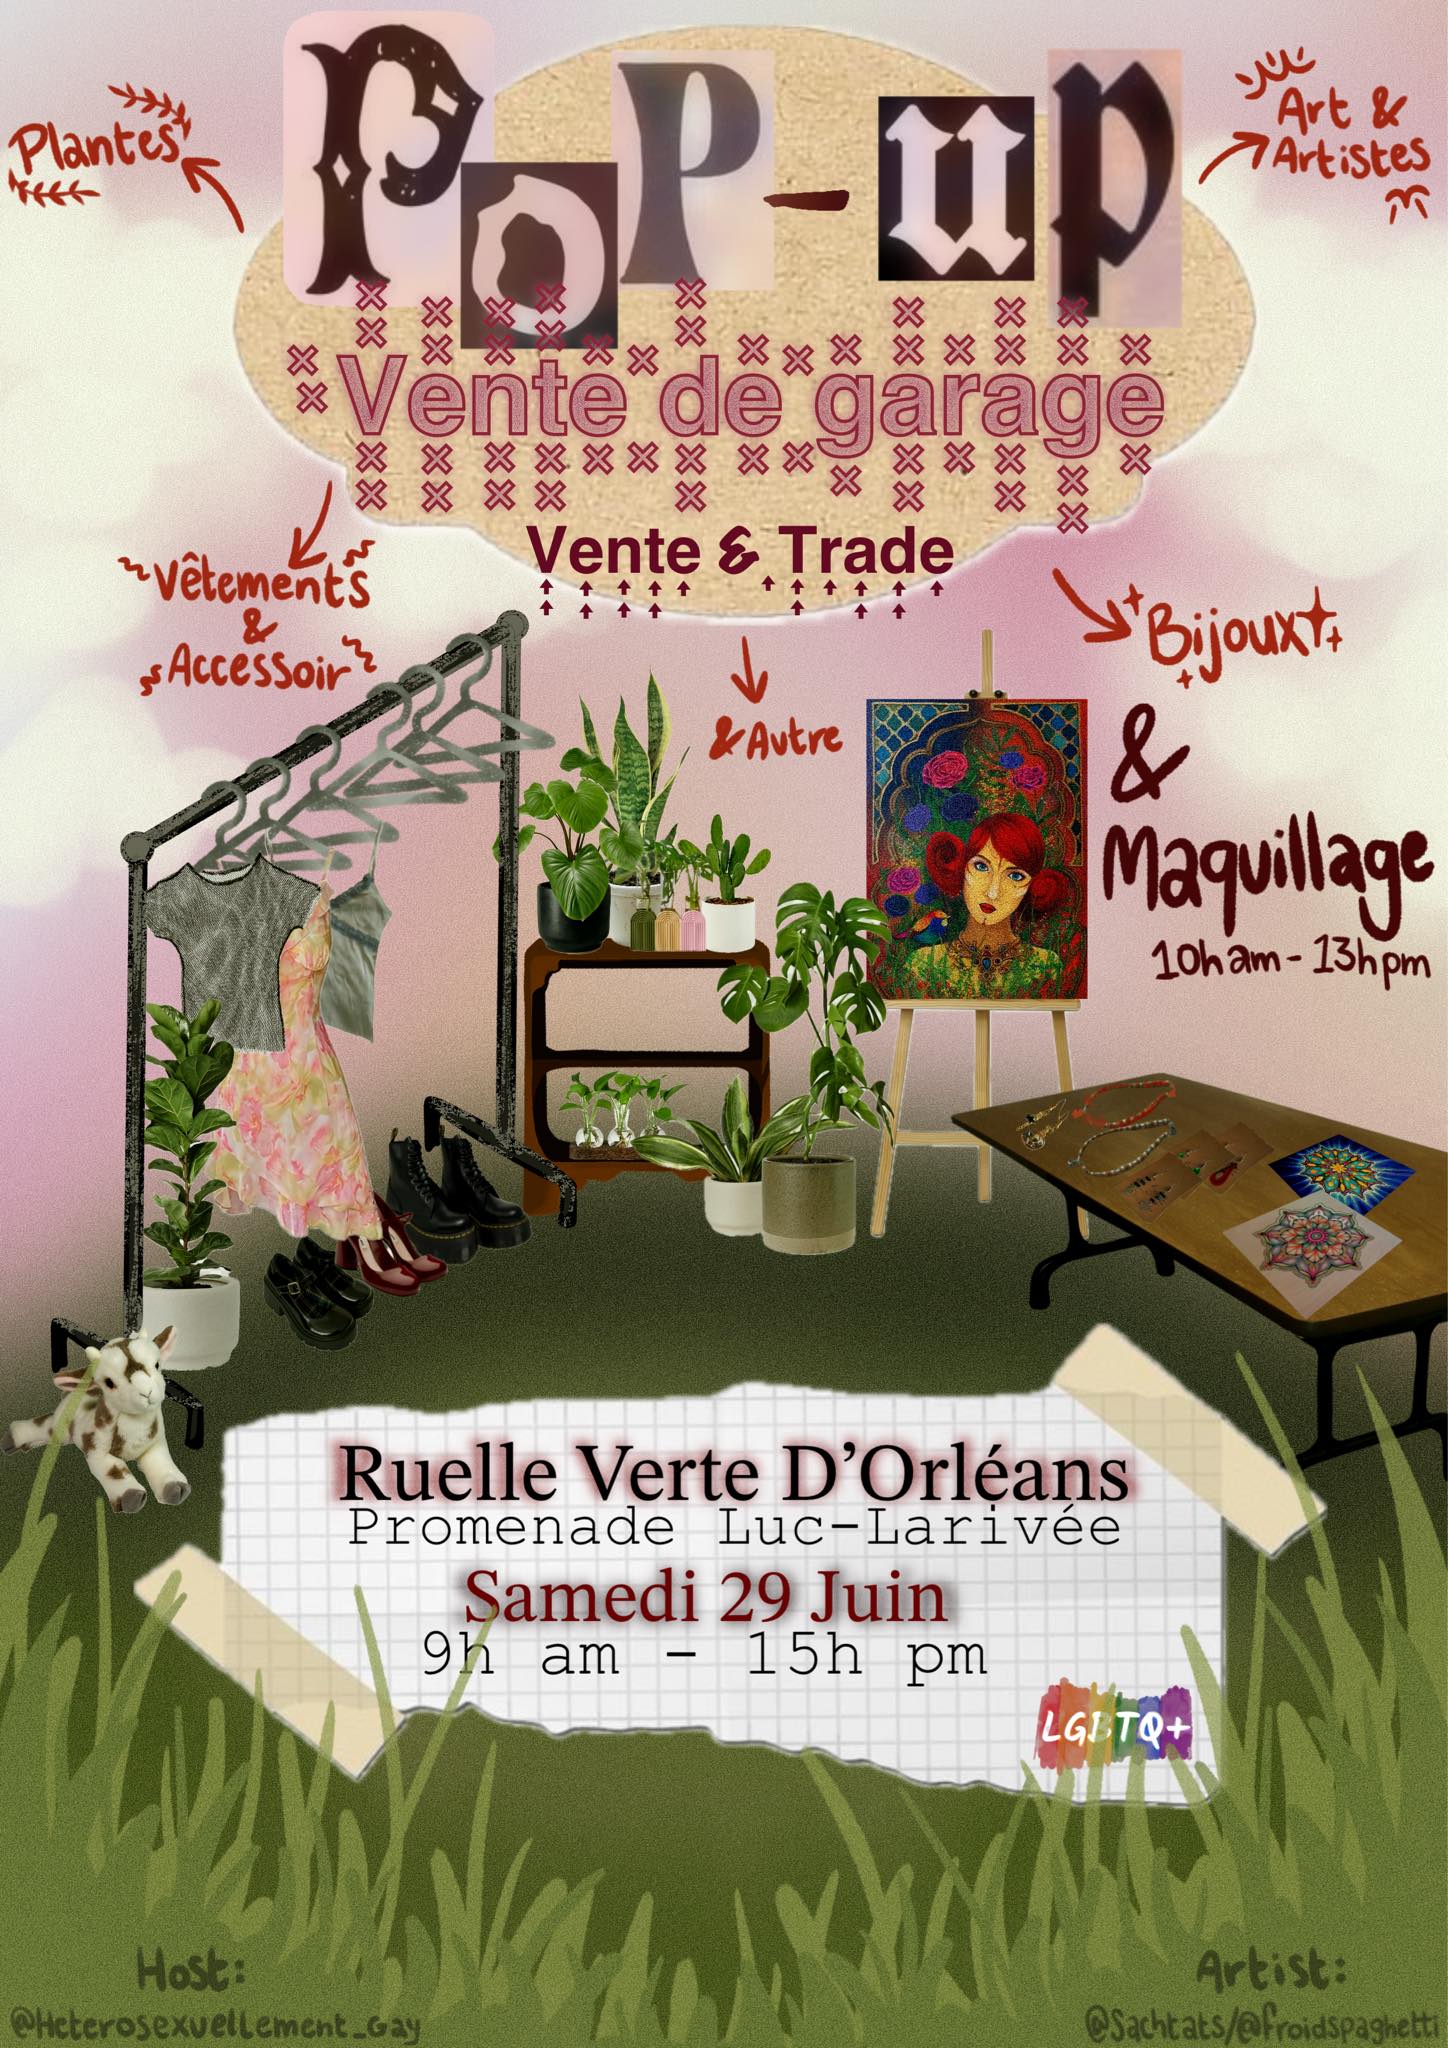 PoP-up
Plantes
Art &
Artistes
Vente de garage
Vente & Trade
Vêtements
&
Accessoir
Bijoux
& Autre
&
Maquillage
10h am - 13h pm
Ruelle Verte D'Orléans
Promenade Luc-Larivée
Samedi 29 Juin
9h am - 15h pm
LGBTQ+
Host:
@Heterosexuellement_Gay
Artist:
@Sachtats/@froidspaghetti